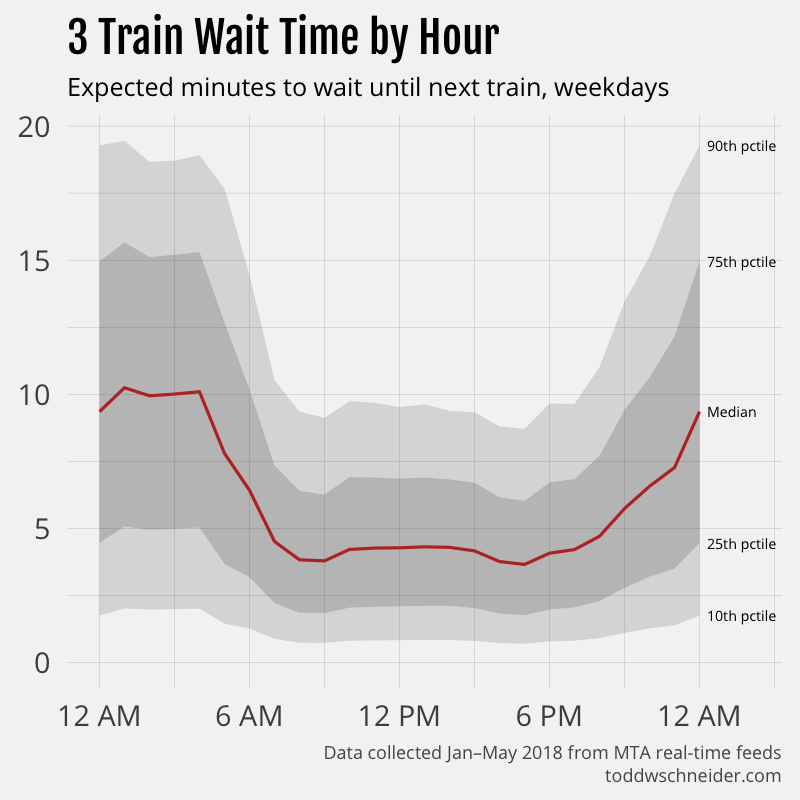 3 Train Wait Time by Hour
Expected minutes to wait until next train, weekdays
20
90th pctile
15
75th pctile
10
Median
5
25th pctile
10th pctile
0
12 AM 6 AM 12 PM 6 PM 12 AM
Data collected Jan–May 2018 from MTA real-time feeds
toddwschneider.com